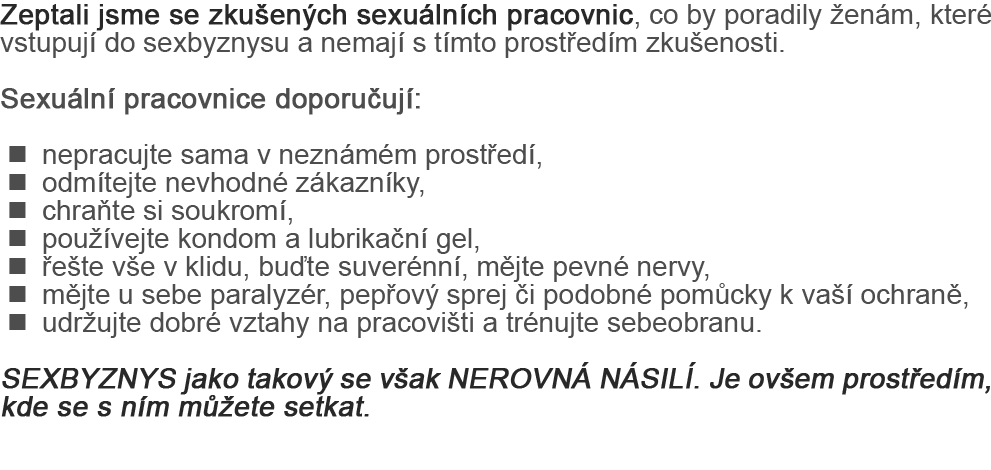 Zeptali jsme se zkušených sexuálních pracovnic, co by poradily ženám, které
vstupují do sexbyznysu a nemají s tímto prostředím zkušenosti.
Sexuální pracovnice doporučují:
■ nepracujte sama v neznámém prostředí,
■ odmítejte nevhodné zákazníky,
■ chraňte si soukromí,
■ používejte kondom a lubrikační gel,
■ řešte vše v klidu, buďte suverénní, mějte pevné nervy,
■ mějte u sebe paralyzér, pepřový sprej či podobné pomůcky k vaší ochraně,
■ udržujte dobré vztahy na pracovišti a trénujte sebeobranu.
SEXBYZNYS jako takový se však NEROVNÁ NÁSILÍ. Je ovšem prostředím,
kde se s ním můžete setkat.